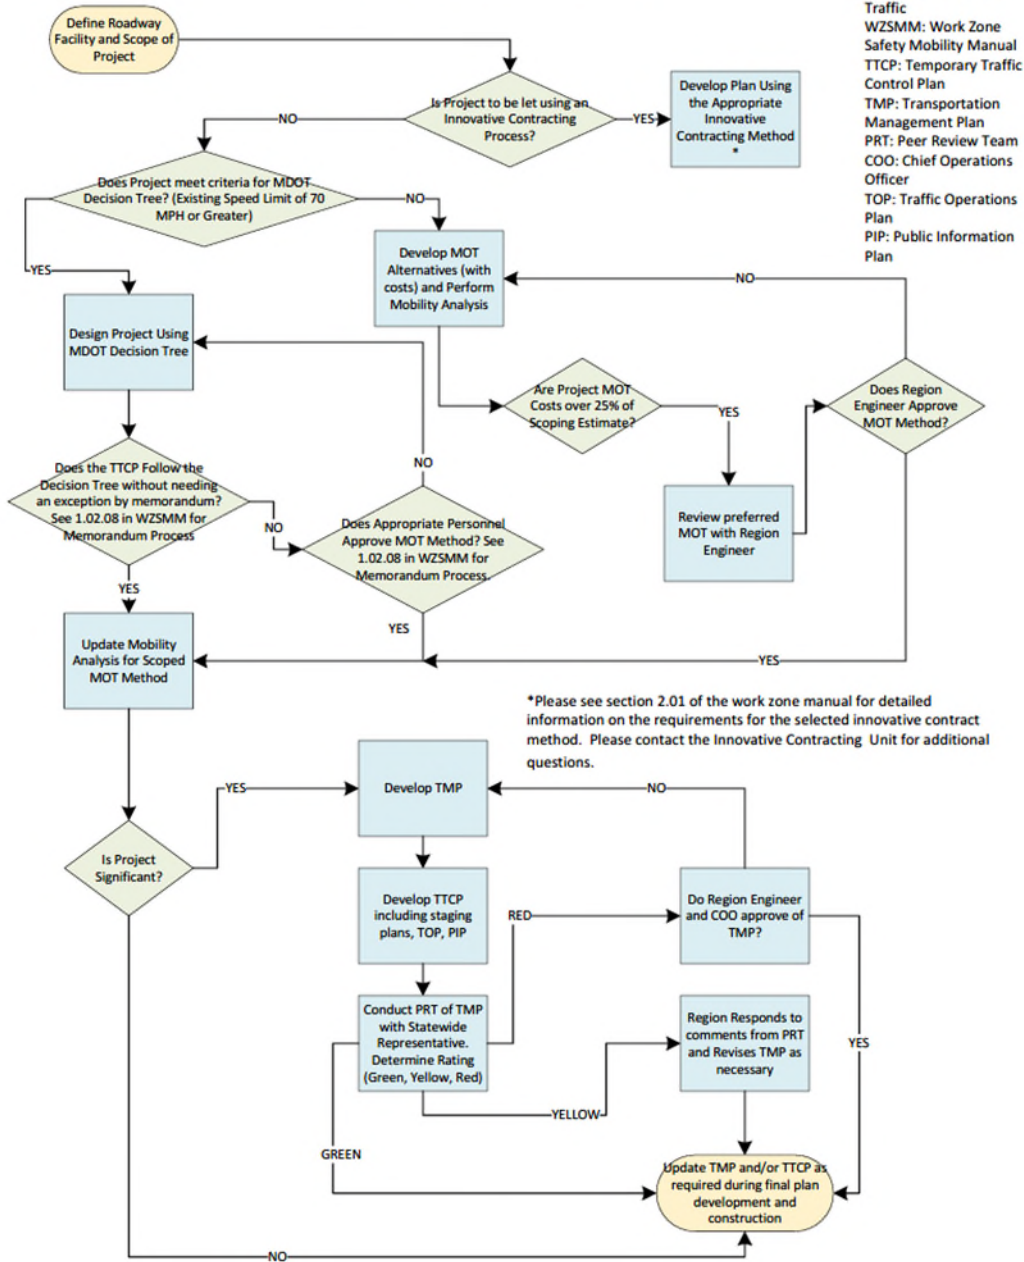 Define Roadway
Facility and Scope of
Project
Traffic
WZSMM: Work Zone
Safety Mobility Manual
TTCP: Temporary Traffic
Control Plan
TMP: Transportation
Management Plan
PRT: Peer Review Team
COO: Chief Operations
Officer
TOP: Traffic Operations
Plan
PIP: Public Information
Plan
Is Project to be let using an
Innovative Contracting
Process?
NO
YES
Develop Plan Using
the Appropriate
Innovative
Contracting Method
*
Does Project meet criteria for MDOT
Decision Tree? (Existing Speed Limit of 70
MPH or Greater)
NO
YES
Develop MOT
Alternatives (with
costs) and Perform
Mobility Analysis
NO
Design Project Using
MDOT Decision Tree
Are Project MOT
Costs over 25% of
Scoping Estimate?
YES
Does Region
Engineer Approve
MOT Method?
NO
Does the TTCP Follow the
Decision Tree without needing
an exception by memorandum?
See 1.02.08 in WZSMM for
Memorandum Process
NO
Does Appropriate Personnel
Approve MOT Method? See
1.02.08 in WZSMM for
Memorandum Process.
Review preferred
MOT with Region
Engineer
YES
YES
Update Mobility
Analysis for Scoped
MOT Method
YES
*Please see section 2.01 of the work zone manual for detailed
information on the requirements for the selected innovative contract
method. Please contact the Innovative Contracting Unit for additional
questions.
YES
Develop TMP
NO
Is Project
Significant?
Develop TTCP
including staging
plans, TOP, PIP
RED
Do Region Engineer
and COO approve of
TMP?
Conduct PRT of TMP
with Statewide
Representative.
Determine Rating
(Green, Yellow, Red)
Region Responds to
comments from PRT
and Revises TMP as
necessary
YES
YELLOW
GREEN
Update TMP and/or TTCP as
required during final plan
development and
construction
NO